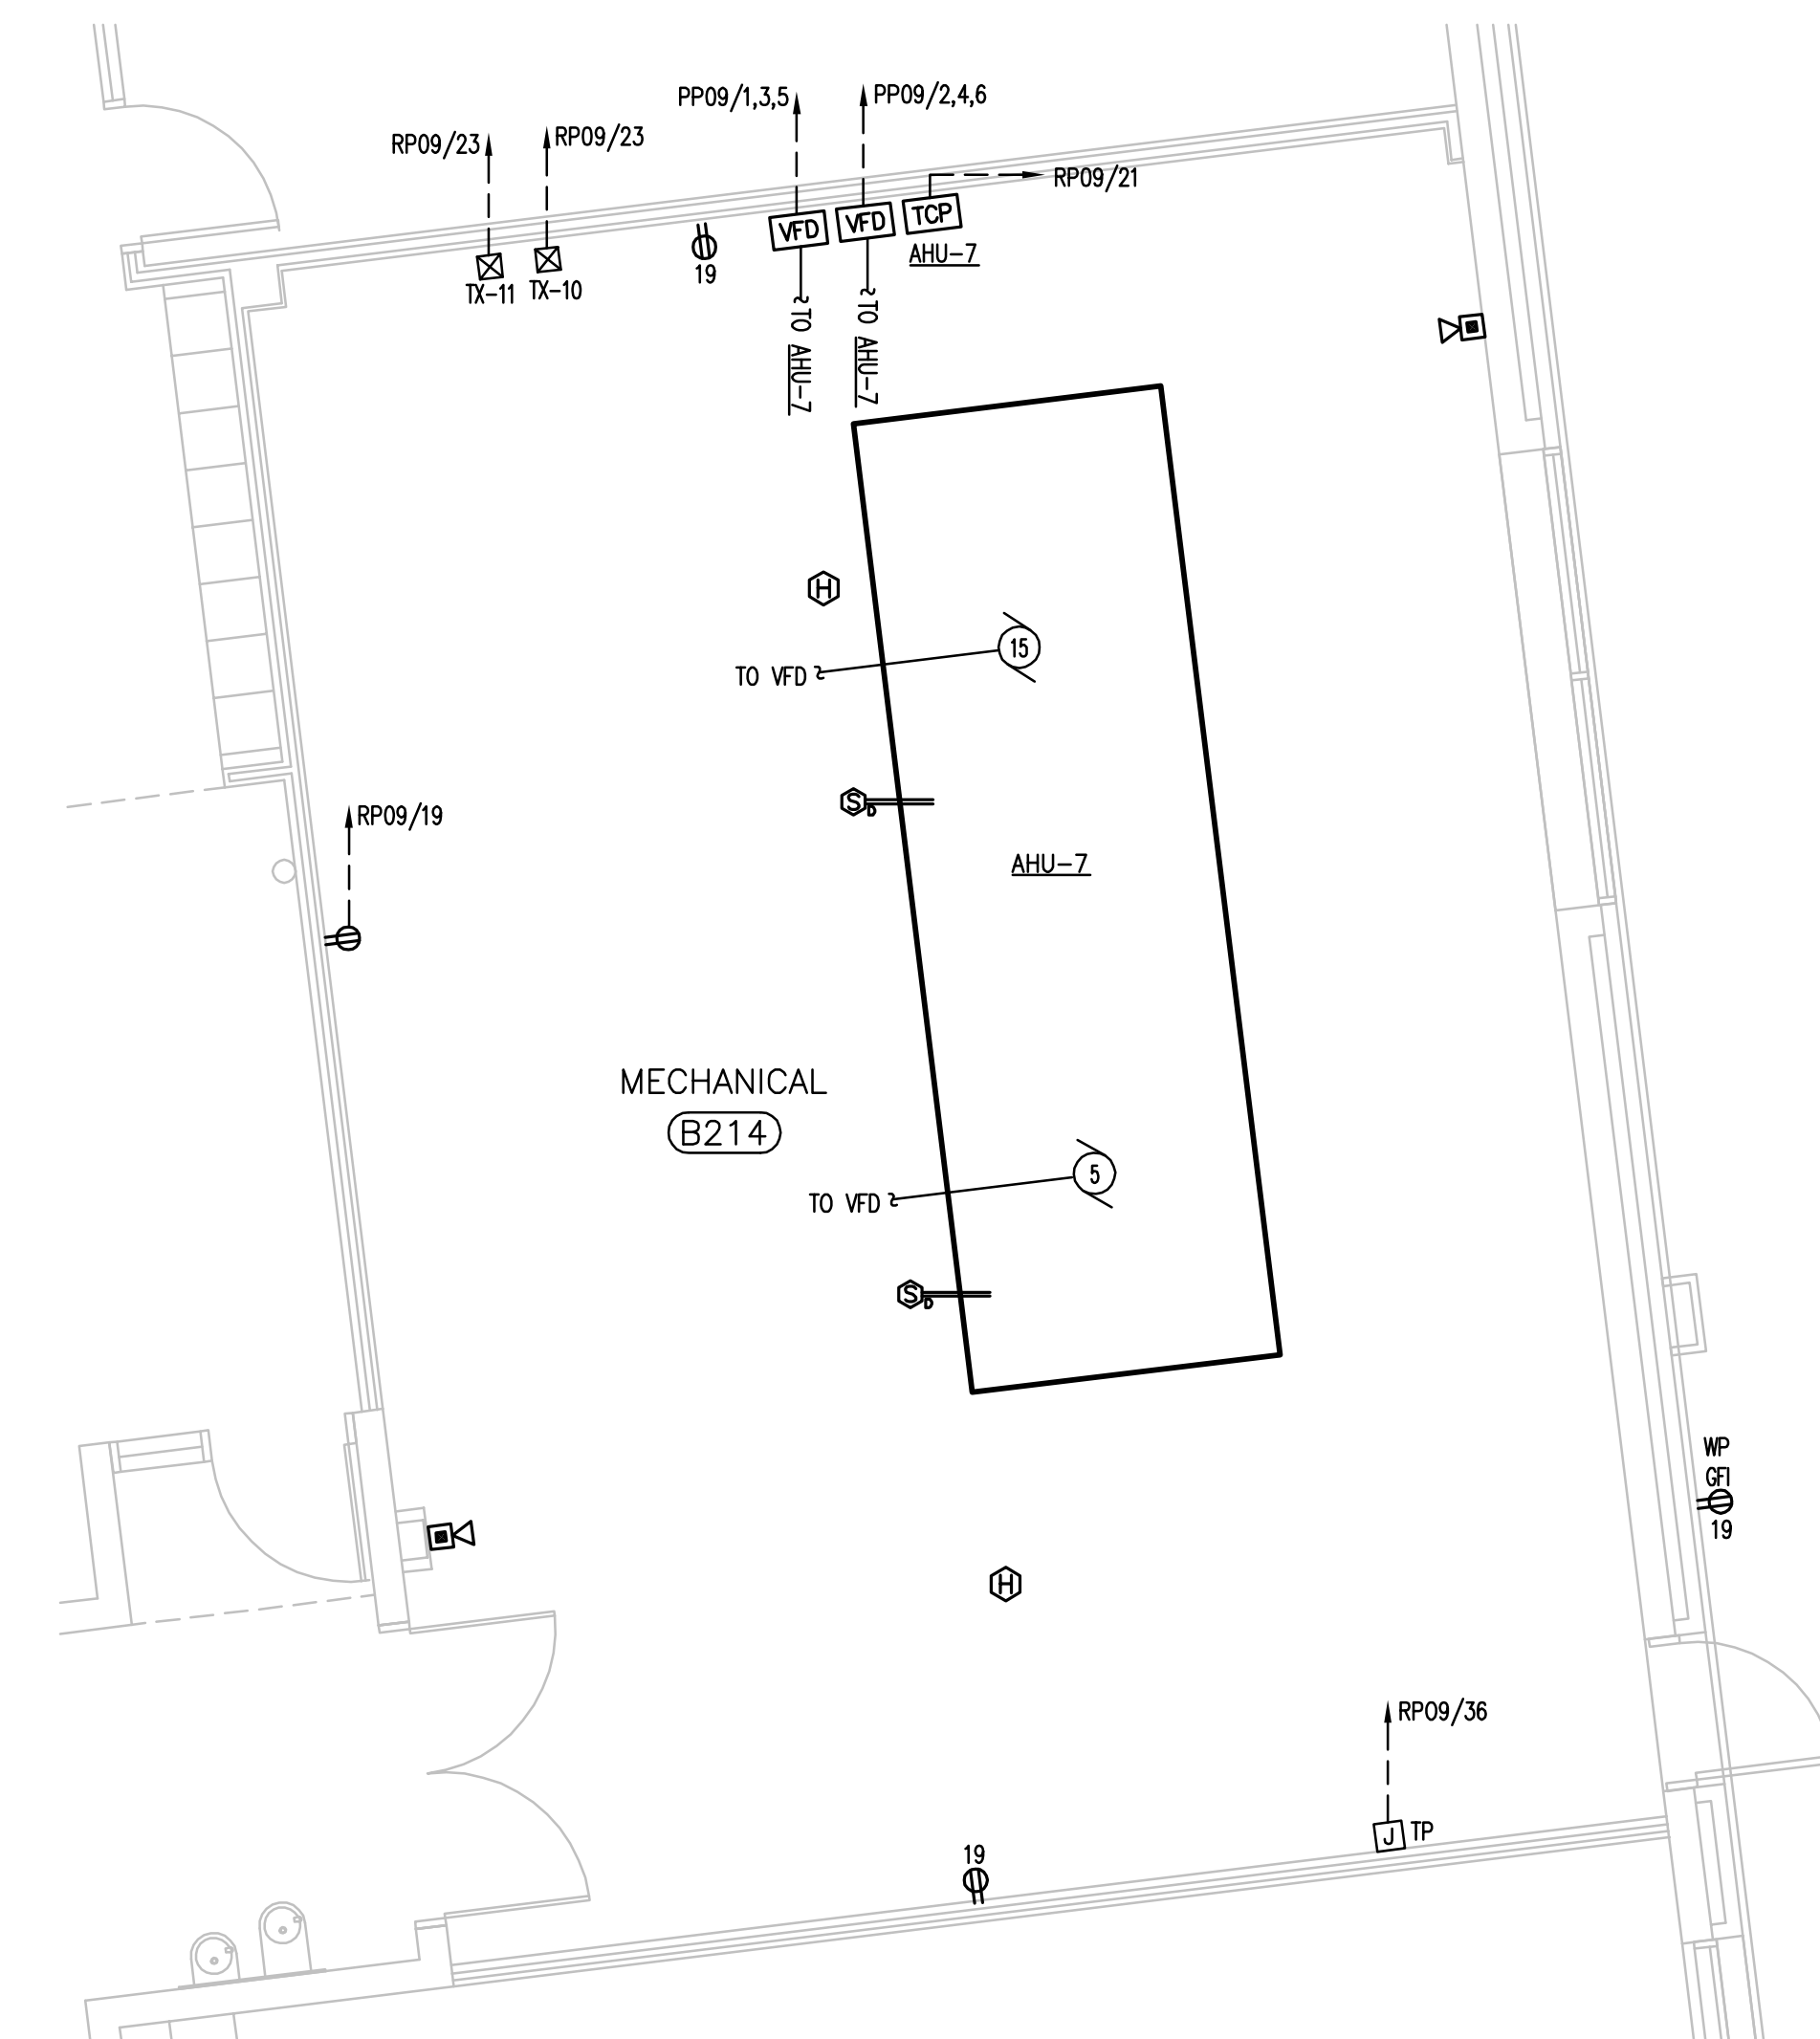 PP09/1,3,5
PP09/2,4,6
RP09/23
RP09/23
RP09/21
VFD
VFD
TCP
AHU-7
19
TX-11
TX-10
TO AHU-7
TO AHU-7
H
15
TO VFD
S
D
RP09/19
AHU-7
MECHANICAL
B214
5
TO VFD
S
D
WP
GFI
19
H
RP09/36
J
TP
19